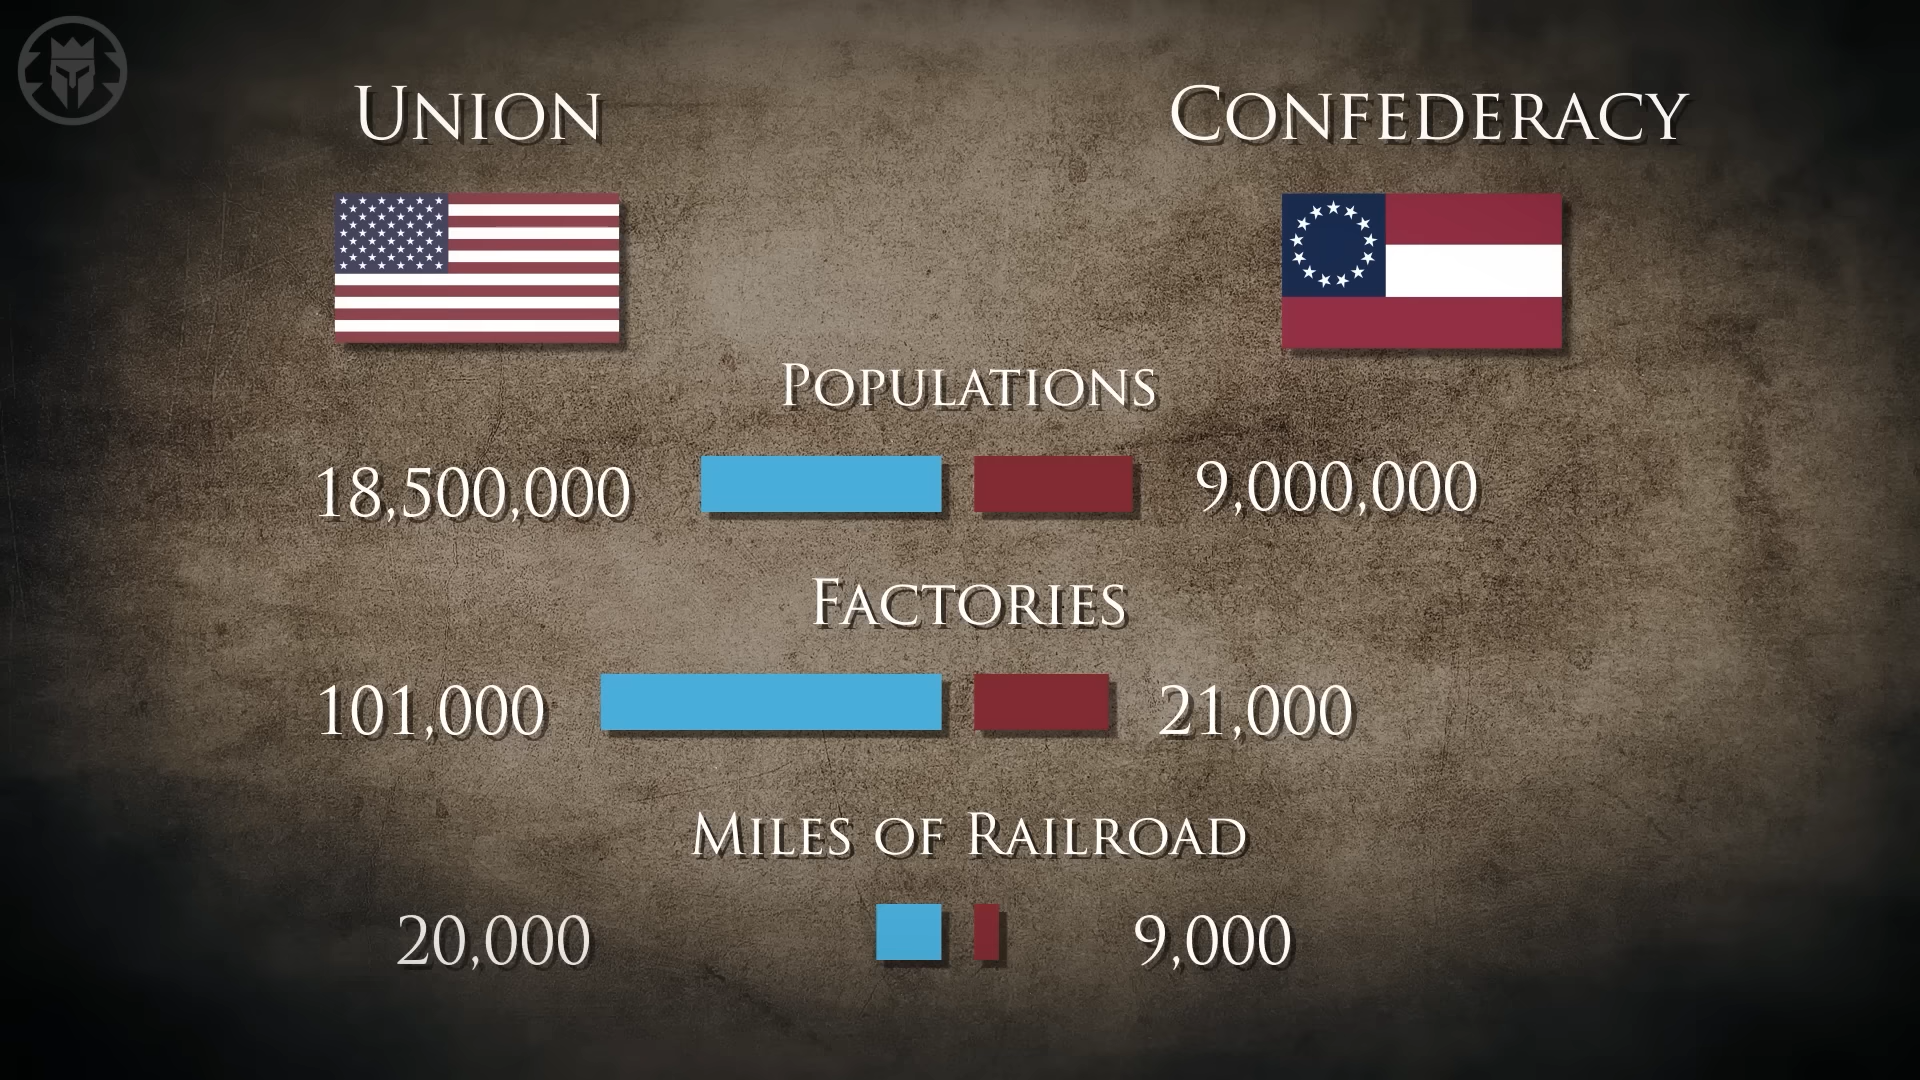 Union
Confederacy
Populations
18,500,000
9,000,000
Factories
101,000
21,000
Miles of Railroad
20,000
9,000